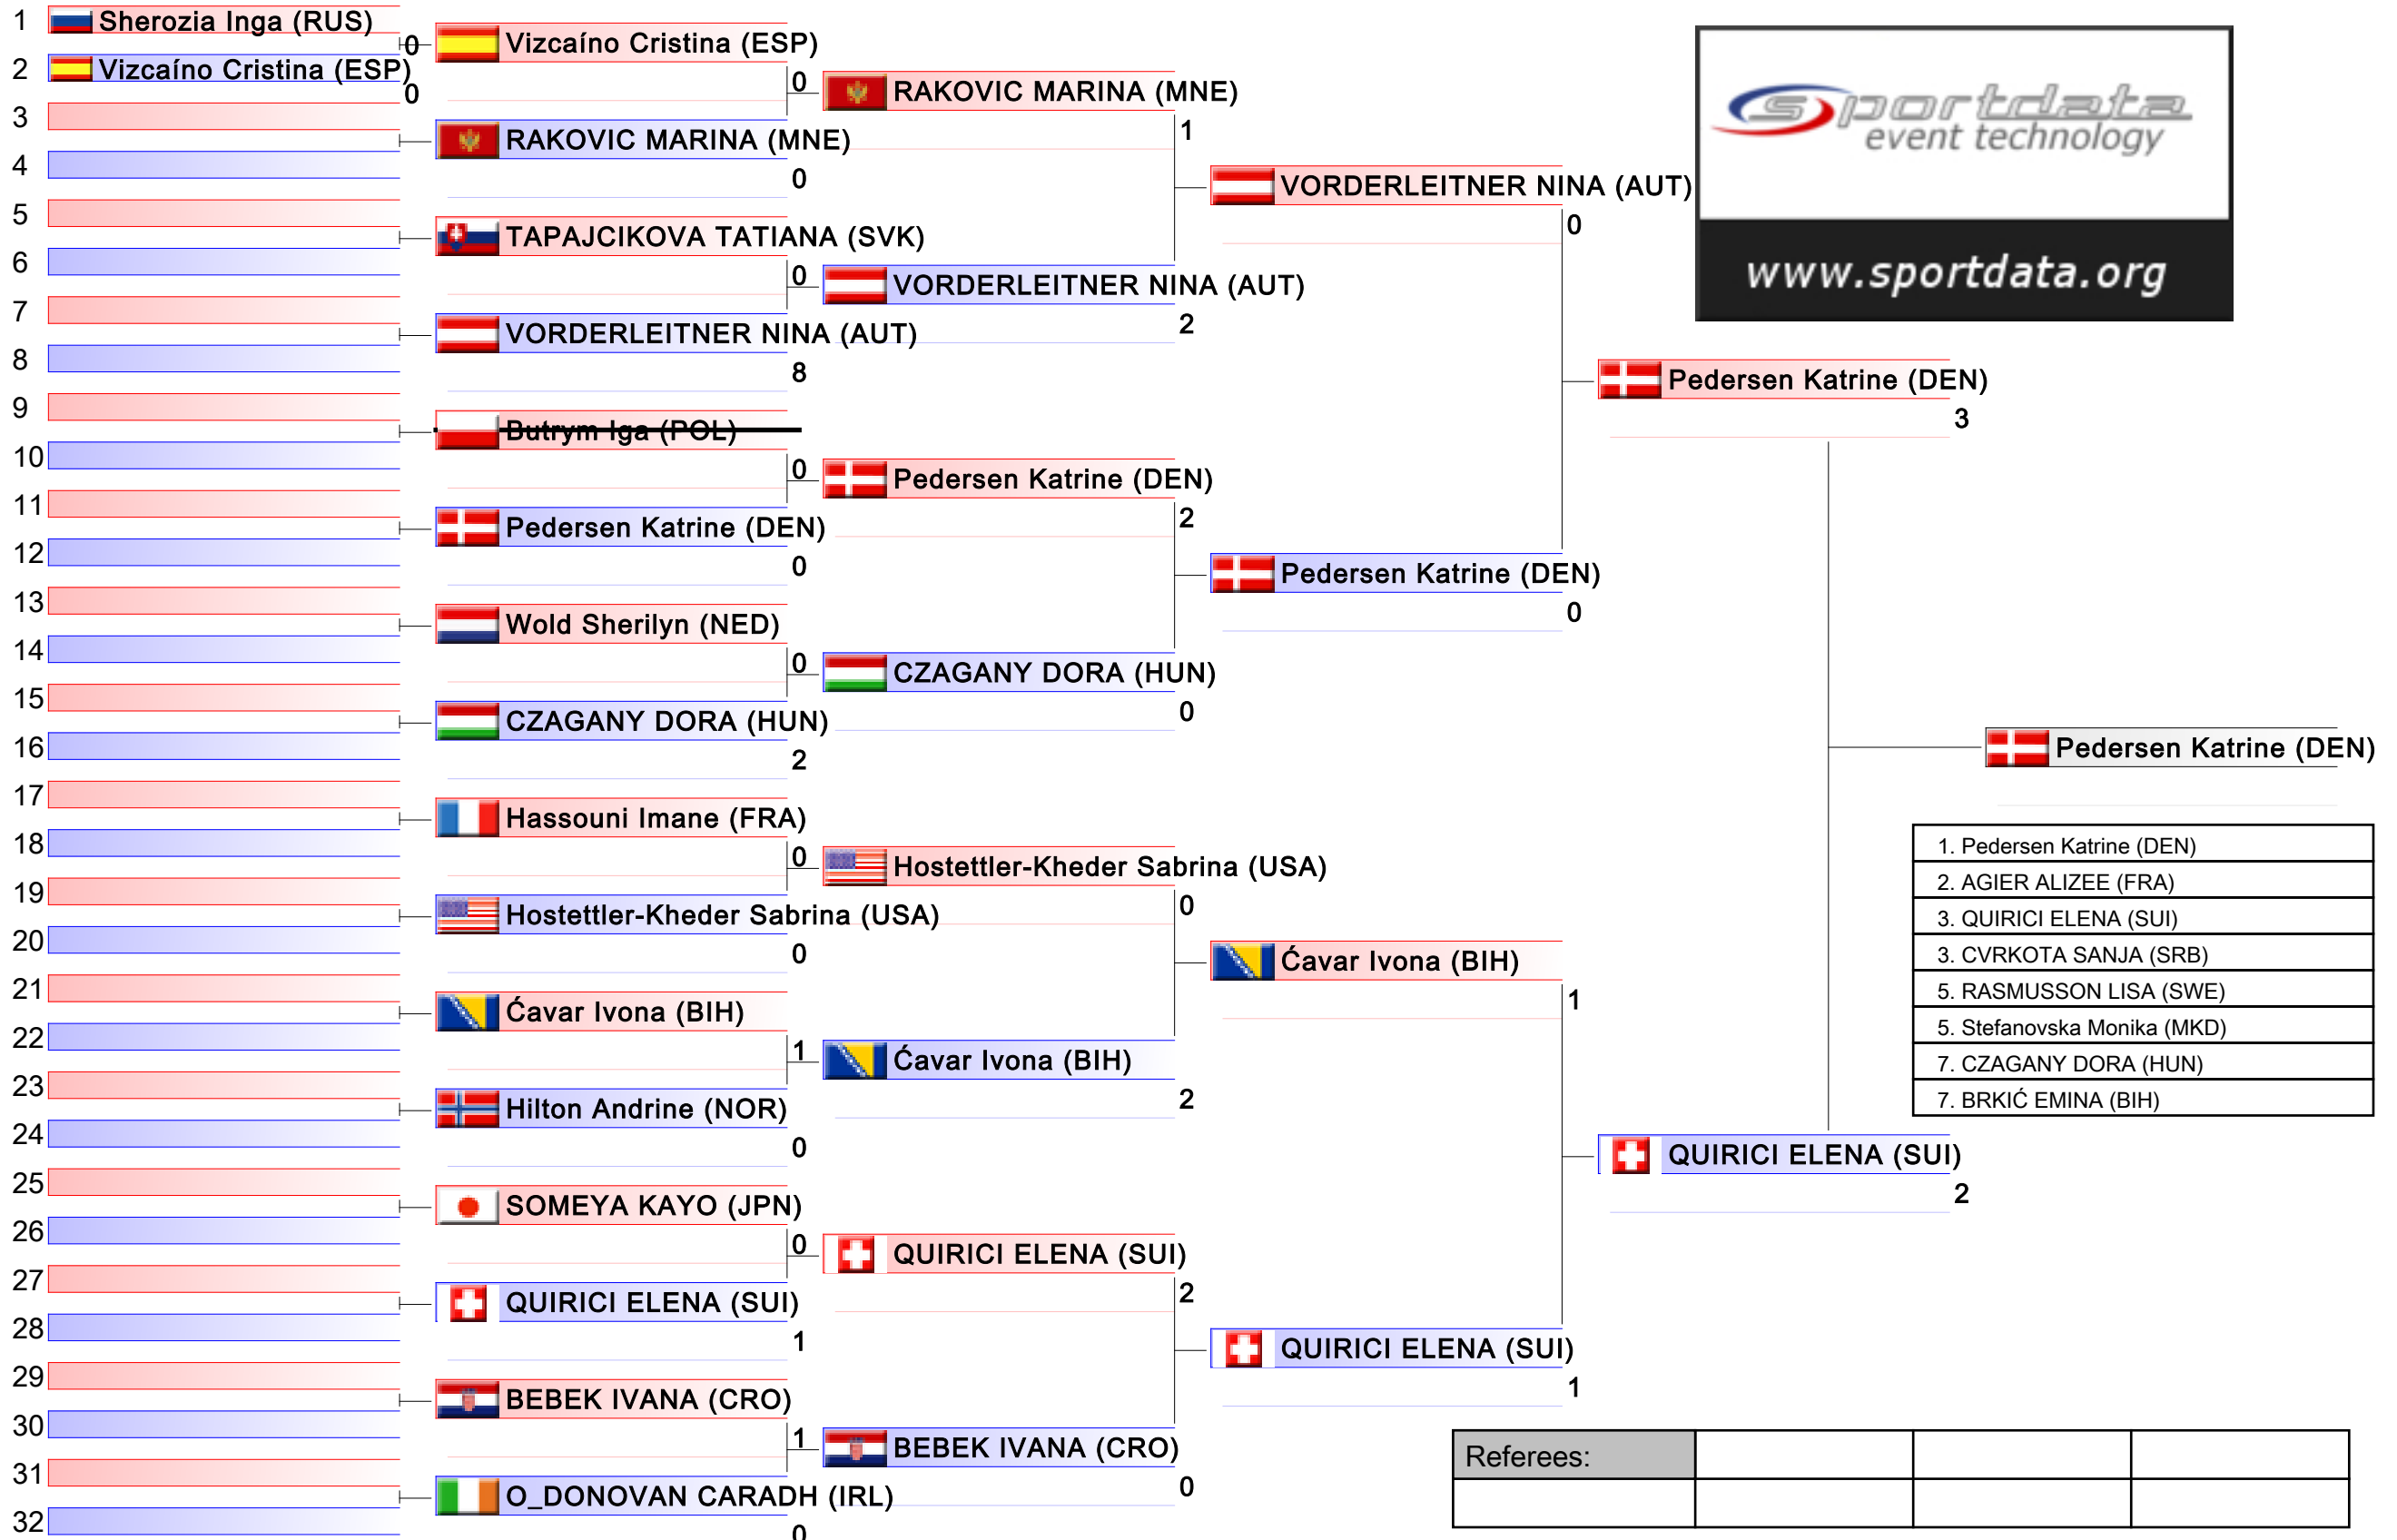 1 Sherozia Inga (RUS)
0
2 Vizcaíno Cristina (ESP)
0
3
4
5
6
7
8
9
10
11
12
13
14
15
16
17
18
19
20
21
22
23
24
25
26
27
28
29
30
31
32
Vizcaíno Cristina (ESP)
0
RAKOVIC MARINA (MNE)
0
TAPAJCIKOVA TATIANA (SVK)
0
VORDERLEITNER NINA (AUT)
8
Butrym Iga (POL)
0
Pedersen Katrine (DEN)
0
Wold Sherilyn (NED)
0
CZAGANY DORA (HUN)
2
Hassouni Imane (FRA)
0
Hostettler-Kheder Sabrina (USA)
0
Ćavar Ivona (BIH)
1
Hilton Andrine (NOR)
0
SOMEYA KAYO (JPN)
0
QUIRICI ELENA (SUI)
1
BEBEK IVANA (CRO)
1
O_DONOVAN CARADH (IRL)
0
RAKOVIC MARINA (MNE)
1
VORDERLEITNER NINA (AUT)
2
Pedersen Katrine (DEN)
2
CZAGANY DORA (HUN)
0
Hostettler-Kheder Sabrina (USA)
0
Ćavar Ivona (BIH)
2
QUIRICI ELENA (SUI)
2
BEBEK IVANA (CRO)
0
VORDERLEITNER NINA (AUT)
0
Pedersen Katrine (DEN)
0
Ćavar Ivona (BIH)
1
QUIRICI ELENA (SUI)
1
Pedersen Katrine (DEN)
3
QUIRICI ELENA (SUI)
2
Pedersen Katrine (DEN)
sportdata
event technology
www.sportdata.org
1. Pedersen Katrine (DEN)
2. AGIER ALIZEE (FRA)
3. QUIRICI ELENA (SUI)
3. CVRKOTA SANJA (SRB)
5. RASMUSSON LISA (SWE)
5. Stefanovska Monika (MKD)
7. CZAGANY DORA (HUN)
7. BRKIĆ EMINA (BIH)
Referees: